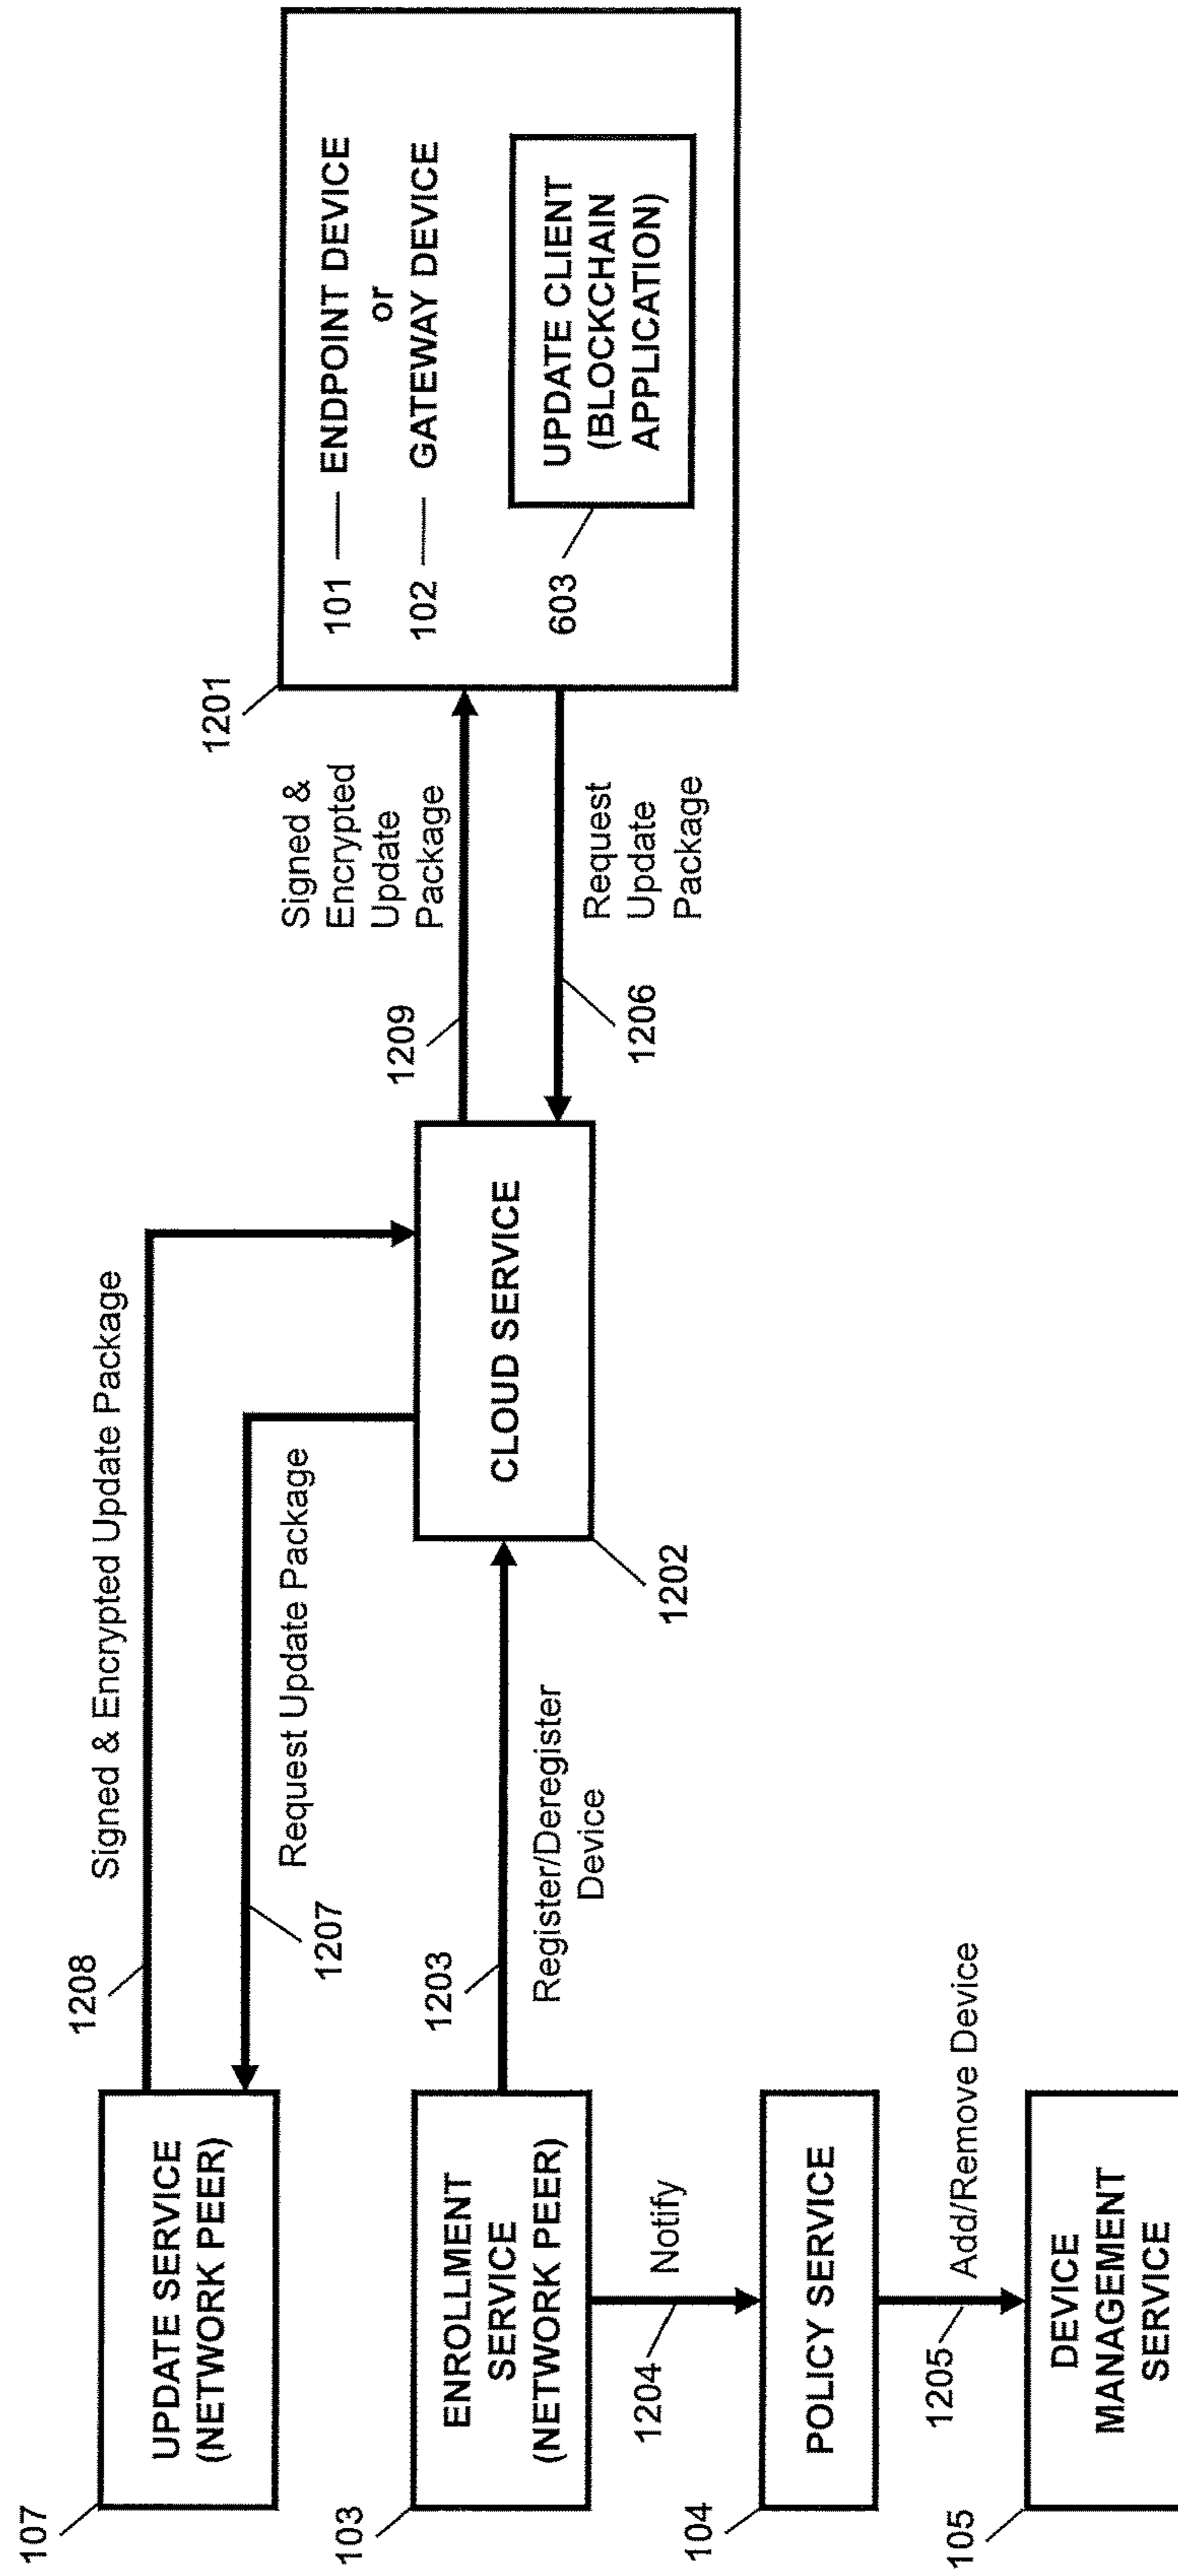 107
UPDATE SERVICE
(NETWORK PEER)
1208
Signed & Encrypted Update Package
1207
Request Update Package
103
ENROLLMENT
SERVICE
(NETWORK PEER)
1203
Register/Deregister
Device
1204
Notify
104
POLICY SERVICE
1205
Add/Remove Device
105
DEVICE
MANAGEMENT
SERVICE
CLOUD SERVICE
1202
1209
Signed &
Encrypted
Update
Package
1206
Request
Update
Package
1201
101
ENDPOINT DEVICE
or
102
GATEWAY DEVICE
603
UPDATE CLIENT
(BLOCKCHAIN
APPLICATION)